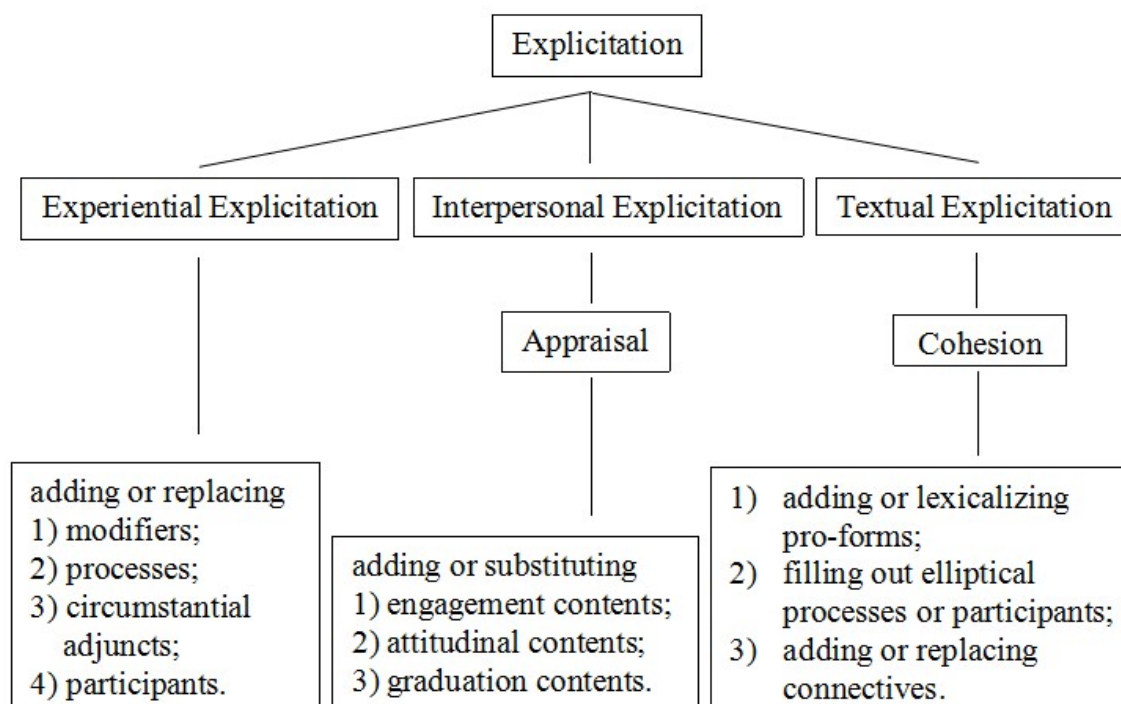 Explicitation
Experiential Explicitation
Interpersonal Explicitation
Textual Explicitation
Appraisal
Cohesion
adding or replacing
1) modifiers;
2) processes;
3) circumstantial
adjuncts;
4) participants.
adding or substituting
1) engagement contents;
2) attitudinal contents;
3) graduation contents.
1) adding or lexicalizing
pro-forms;
2) filling out elliptical
processes or participants;
3) adding or replacing
connectives.